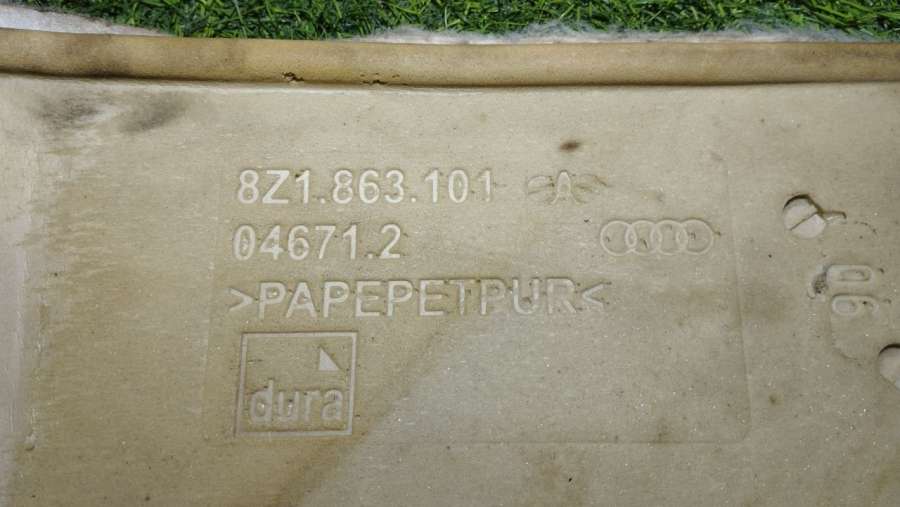 8Z1.863.101
04671.2
>PAPEPETPUR<
dura